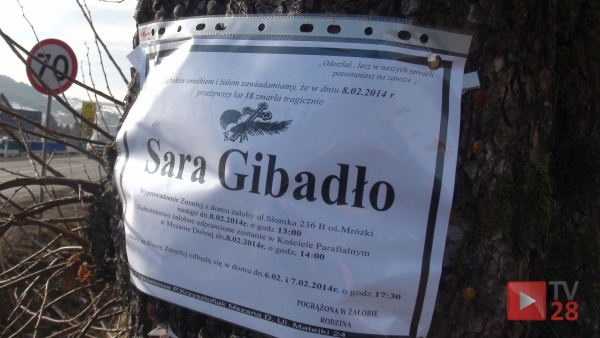 70
„Odeszłaś , lecz w naszych sercach
pozostaniesz na zawsze „
smutkiem i żalem zawiadamiamy, że w dniu 8.02.2014 r.
przeżywszy lat 18 zmarła tragicznie
Ś P
Sara Gibadło
Wyprowadzenie Zmarłej z domu żałoby ul.Słomka 236 B oś.Mrózki
nastąpi dn.8.02.2014r. o godz.13:00
Nabożeństwo żałobne odprawione zostanie w Kościele Parafialnym
w Mszanie Dolnej dn.8.02.2014r. o godz. 14:00
za Duszę Zmarłej odbędą się w domu dn.6.02. i 7.02.2014r. o godz.17:30
POGRĄŻONA W ŻAŁOBIE
RODZINA
P.Krzysztofiak Mszana D. Ul. Matejki 24
TV
28